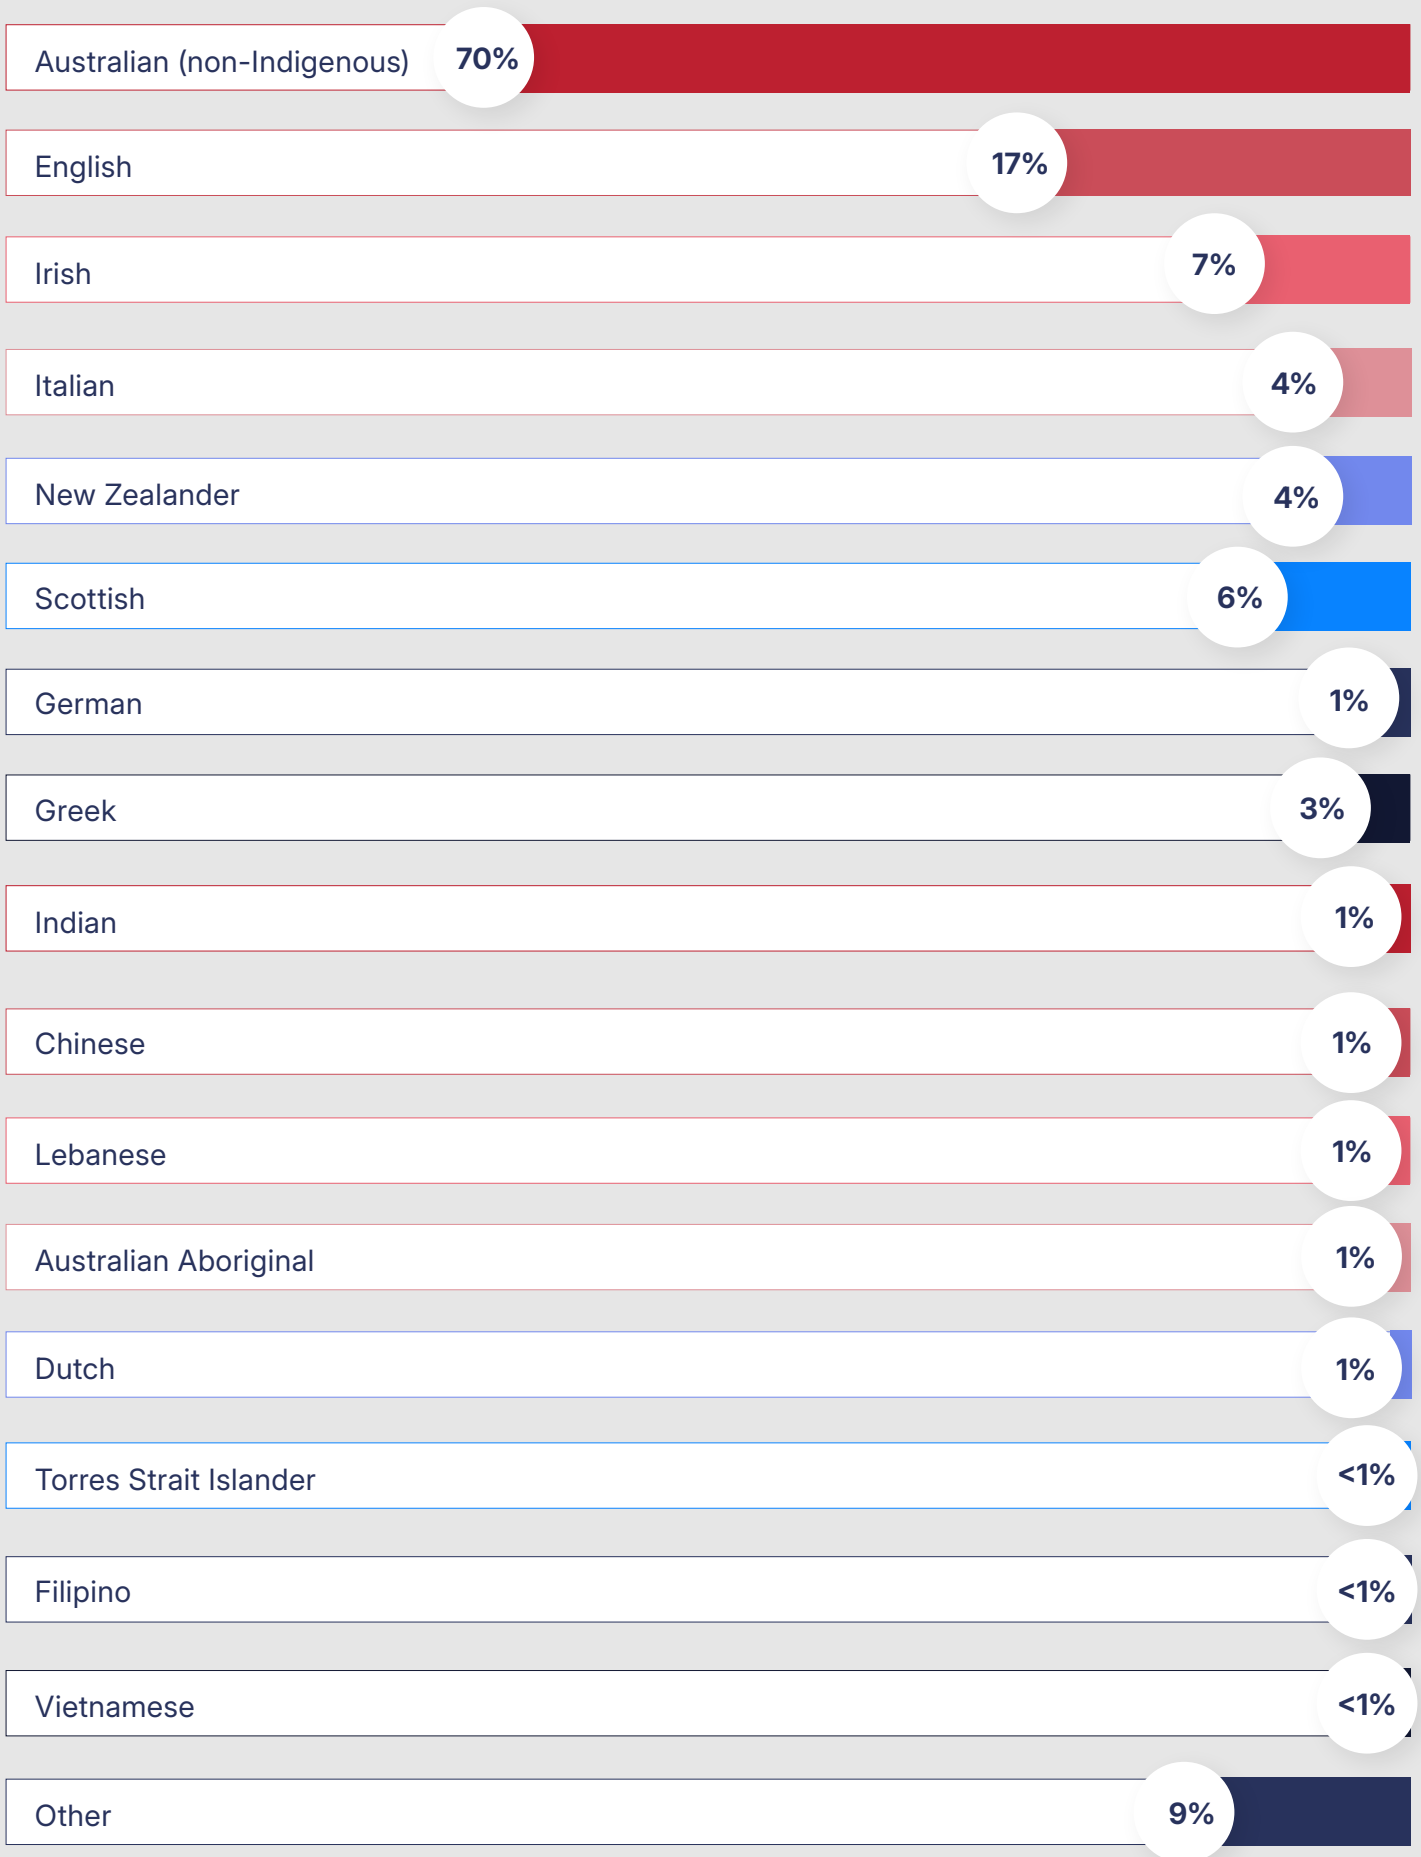 Australian (non-Indigenous) 70%
English 17%
Irish 7%
Italian 4%
New Zealander 4%
Scottish 6%
German 1%
Greek 3%
Indian 1%
Chinese 1%
Lebanese 1%
Australian Aboriginal 1%
Dutch 1%
Torres Strait Islander <1%
Filipino <1%
Vietnamese <1%
Other 9%